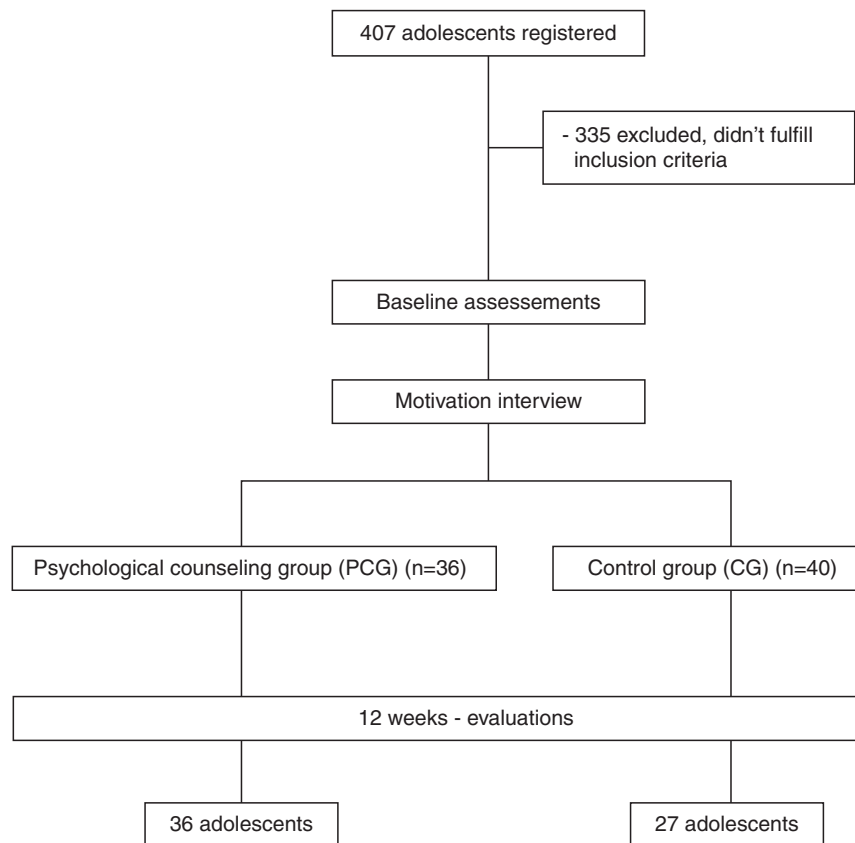 407 adolescents registered
- 335 excluded, didn't fulfill
inclusion criteria
Baseline assessements
Motivation interview
Psychological counseling group (PCG) (n=36)
Control group (CG) (n=40)
12 weeks - evaluations
36 adolescents
27 adolescents